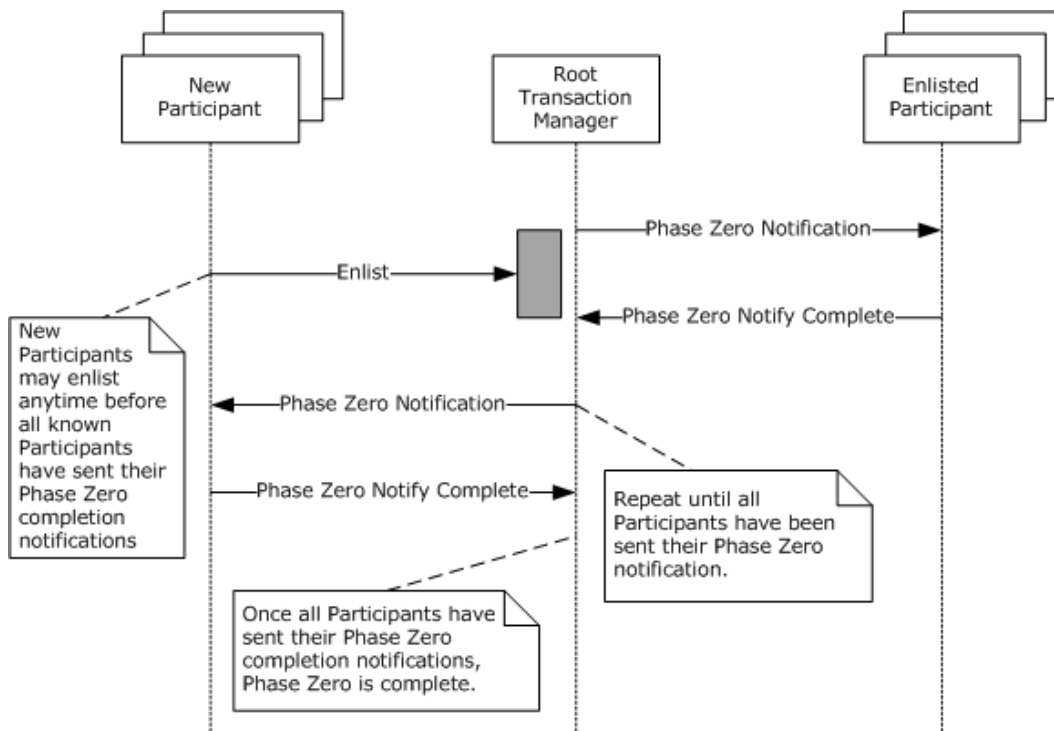 New
Participant
Root
Transaction
Manager
Enlisted
Participant
Phase Zero Notification
Enlist
Phase Zero Notify Complete
New
Participants
may enlist
anytime before
all known
Participants
have sent their
Phase Zero
completion
notifications
Phase Zero Notification
Phase Zero Notify Complete
Repeat until all
Participants have been
sent their Phase Zero
notification.
Once all Participants have
sent their Phase Zero
completion notifications,
Phase Zero is complete.